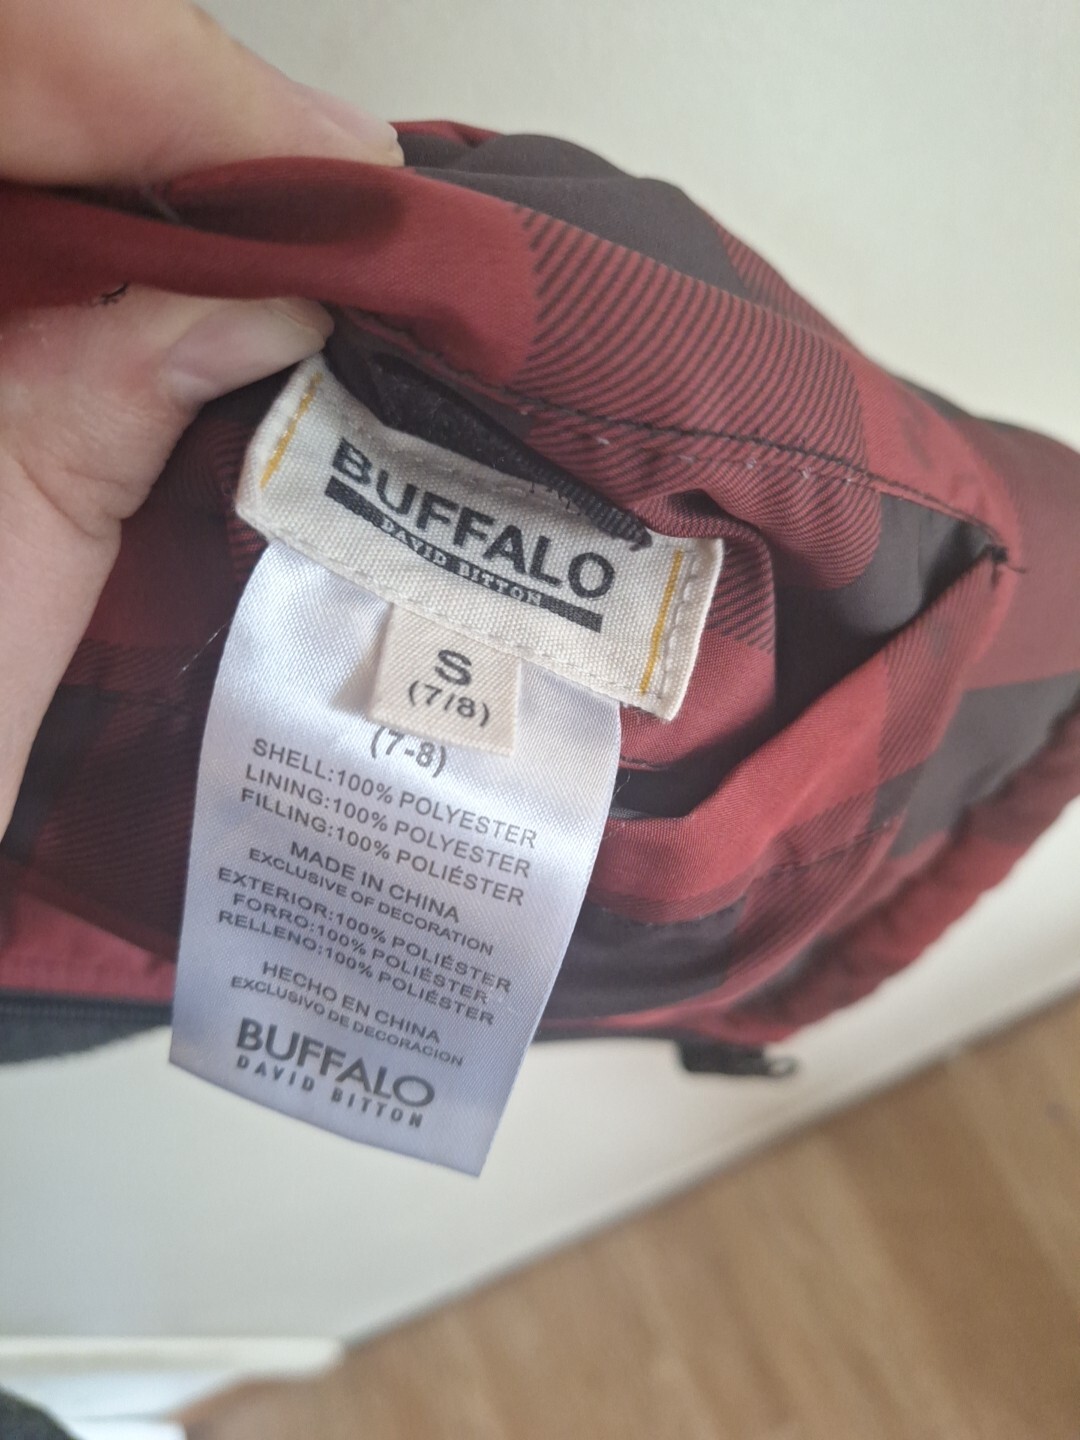 BUFFALO
DAVID BITTON
S
(7/8)
(7-8)
SHELL:100% POLYESTER
LINING:100% POLYESTER
FILLING:100% POLIÉSTER
MADE IN CHINA
EXCLUSIVE OF DECORATION
EXTERIOR:100% POLIÉSTER
FORRO:100% POLIÉSTER
RELLENO:100% POLIÉSTER
HECHO EN CHINA
EXCLUSIVO DE DECORACION
BUFFALO
DAVID BITTON